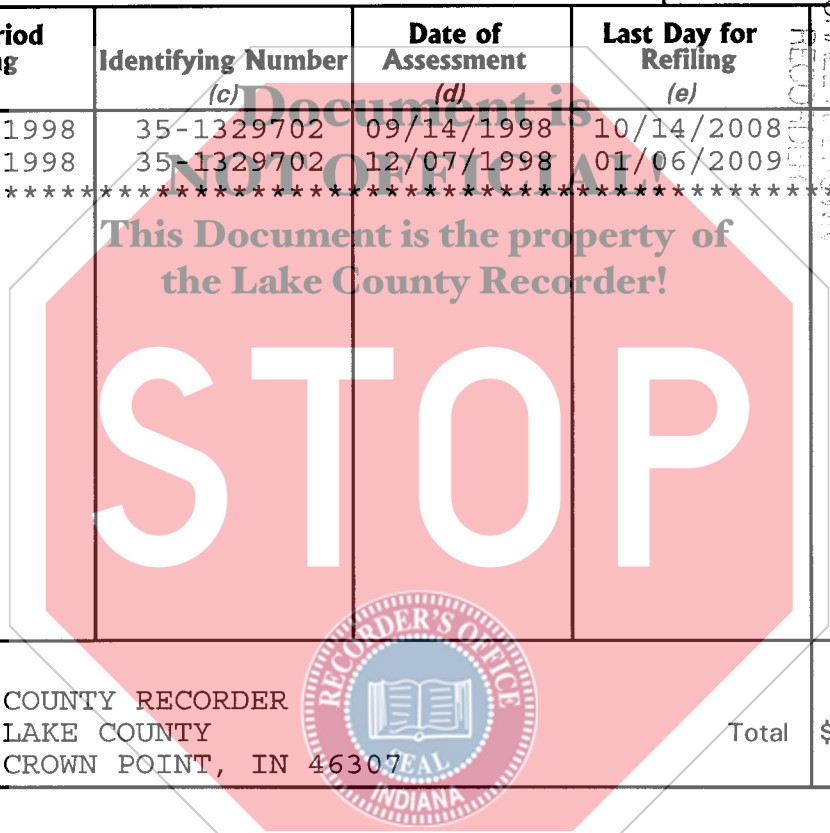 riod
g
Identifying Number
(c)
Date of
Assessment
(d)
Last Day for
Refiling
(e)
1998 35-1329702 09/14/1998 10/14/2008
1998 35-1329702 12/07/1998 01/06/2009
Document is
NOT OFFICIAL!
This Document is the property of
the Lake County Recorder!
STOP
COUNTY RECORDER
LAKE COUNTY
CROWN POINT, IN 46307
Total $
RECORDER'S OFFICE
SEAL
INDIANA
RECORDER